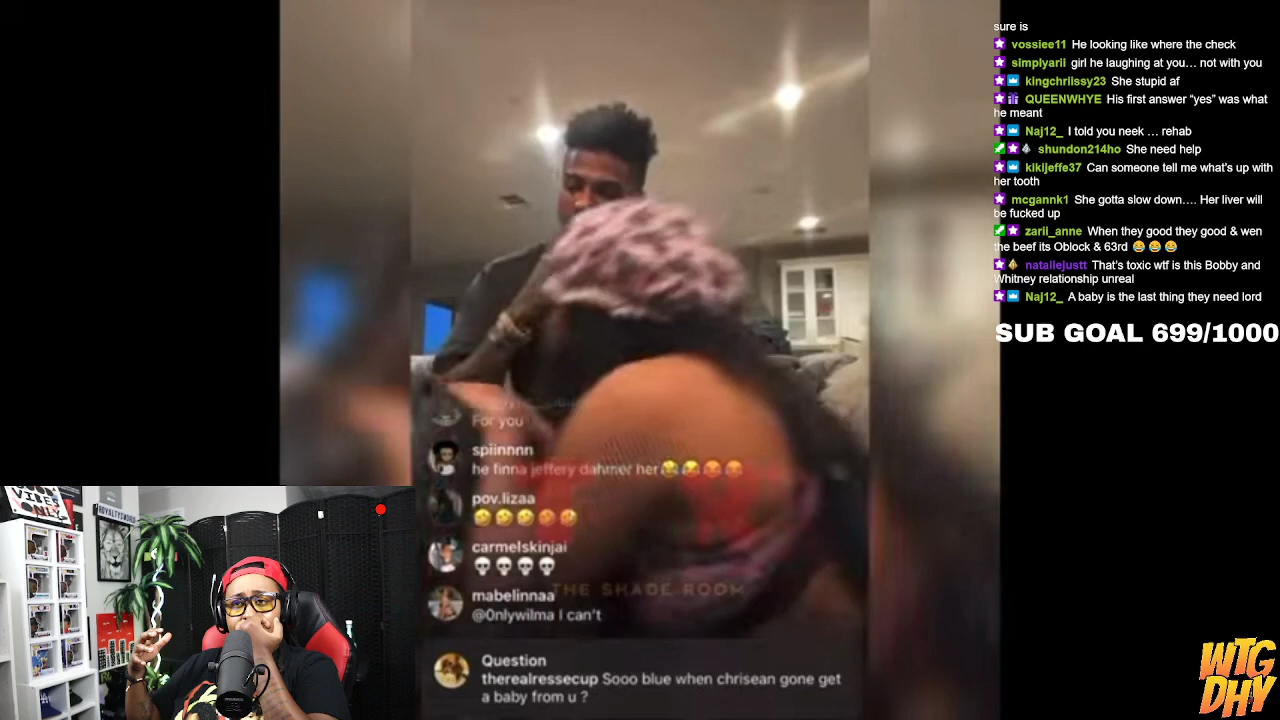 sure is
vossiee11 He looking like where the check
simplyarii girl he laughing at you… not with you
kingchriissy23 She stupid af
QUEENWHYE His first answer “yes” was what
he meant
Naj12_ I told you neek … rehab
shundon214ho She need help
kikijeffe37 Can someone tell me what’s up with
her tooth
mcgannk1 She gotta slow down…. Her liver will
be fucked up
zarii_anne When they good they good & wen
the beef its Oblock & 63rd 😂 😂 😂
nataliejustt That’s toxic wtf is this Bobby and
Whitney relationship unreal
Naj12_ A baby is the last thing they need lord
SUB GOAL 699/1000
For you
spiinnnn
he finna jeffery dahmer her😂😂😂😂
pov.lizaa
🤣🤣🤣🤣🤣
carmelskinjai
💀💀💀💀
THE SHADE ROOM
mabelinnaa
@0nlywilma I can't
Question
therealressecup Sooo blue when chrisean gone get
a baby from u ?
VIBES
ONLY
WTG
DHY